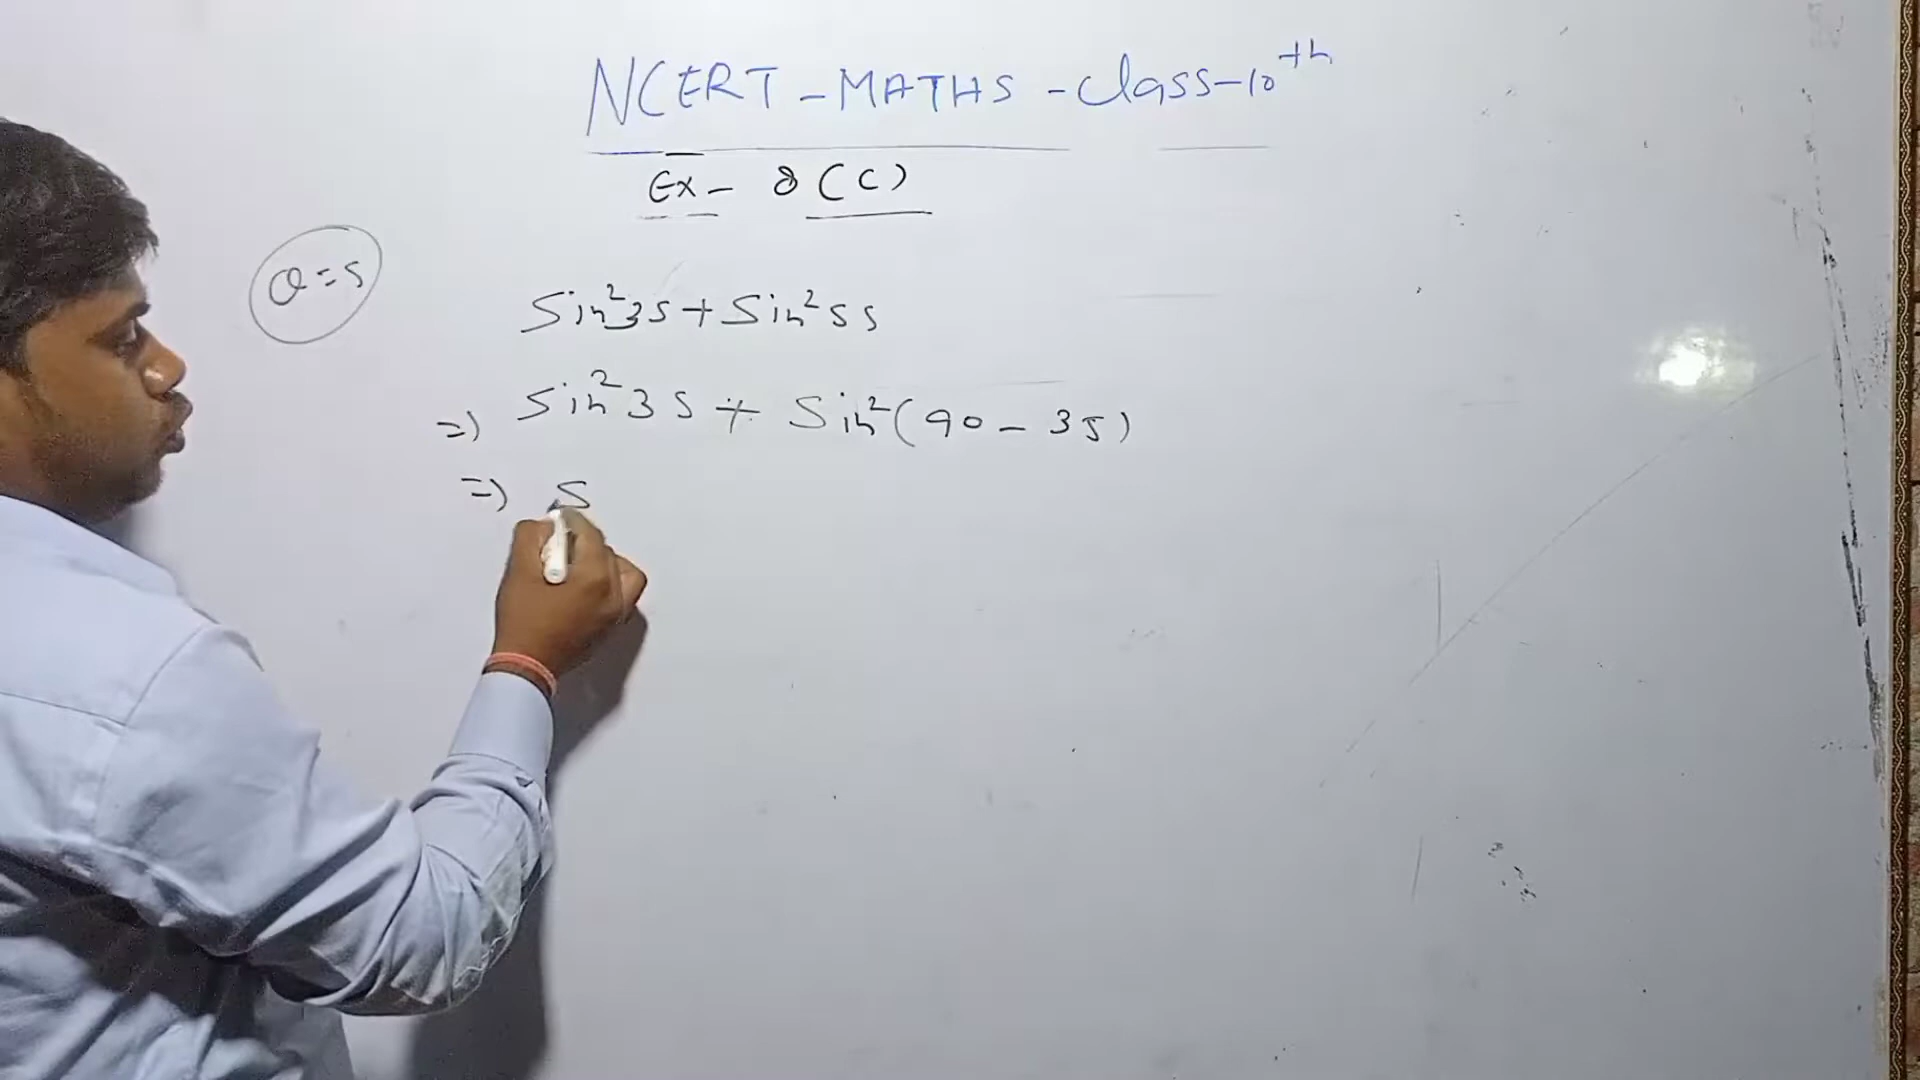 NCERT - MATHS - Class - 10th
Ex - 8 (C)
Q = 5
Sin²35 + Sin²55
=) Sin²35 + Sin²(90 - 35)
=) S